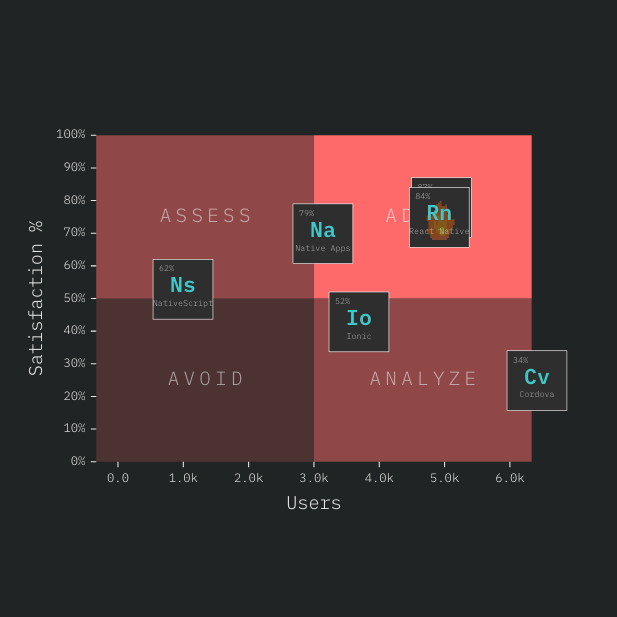 100%
90%
80%
70%
60%
50%
40%
30%
20%
10%
0%
Satisfaction %
ASSESS
AD
AVOID
ANALYZE
84%
Rn
React Native
79%
Na
Native Apps
62%
Ns
NativeScript
52%
Io
Ionic
34%
Cv
Cordova
0.0 1.0k 2.0k 3.0k 4.0k 5.0k 6.0k
Users